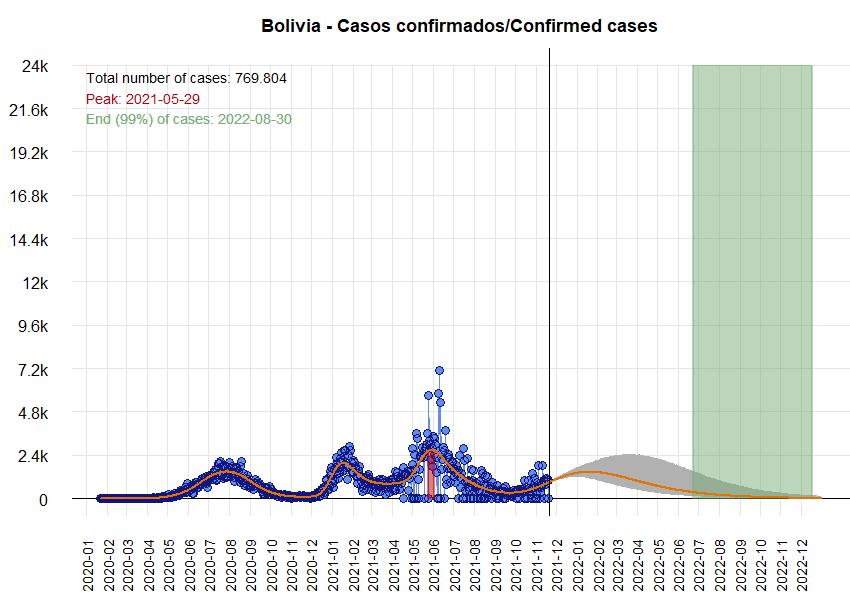 Bolivia - Casos confirmados/Confirmed cases
Total number of cases: 769.804
Peak: 2021-05-29
End (99%) of cases: 2022-08-30
24k
21.6k
19.2k
16.8k
14.4k
12k
9.6k
7.2k
4.8k
2.4k
0
2020-01
2020-02
2020-03
2020-04
2020-05
2020-06
2020-07
2020-08
2020-09
2020-10
2020-11
2020-12
2021-01
2021-02
2021-03
2021-04
2021-05
2021-06
2021-07
2021-08
2021-09
2021-10
2021-11
2021-12
2022-01
2022-02
2022-03
2022-04
2022-05
2022-06
2022-07
2022-08
2022-09
2022-10
2022-11
2022-12